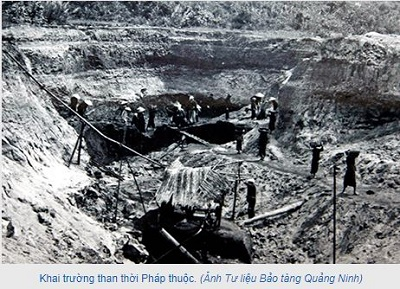 Khai trường than thời Pháp thuộc. (Ảnh Tư liệu Bảo tàng Quảng Ninh)